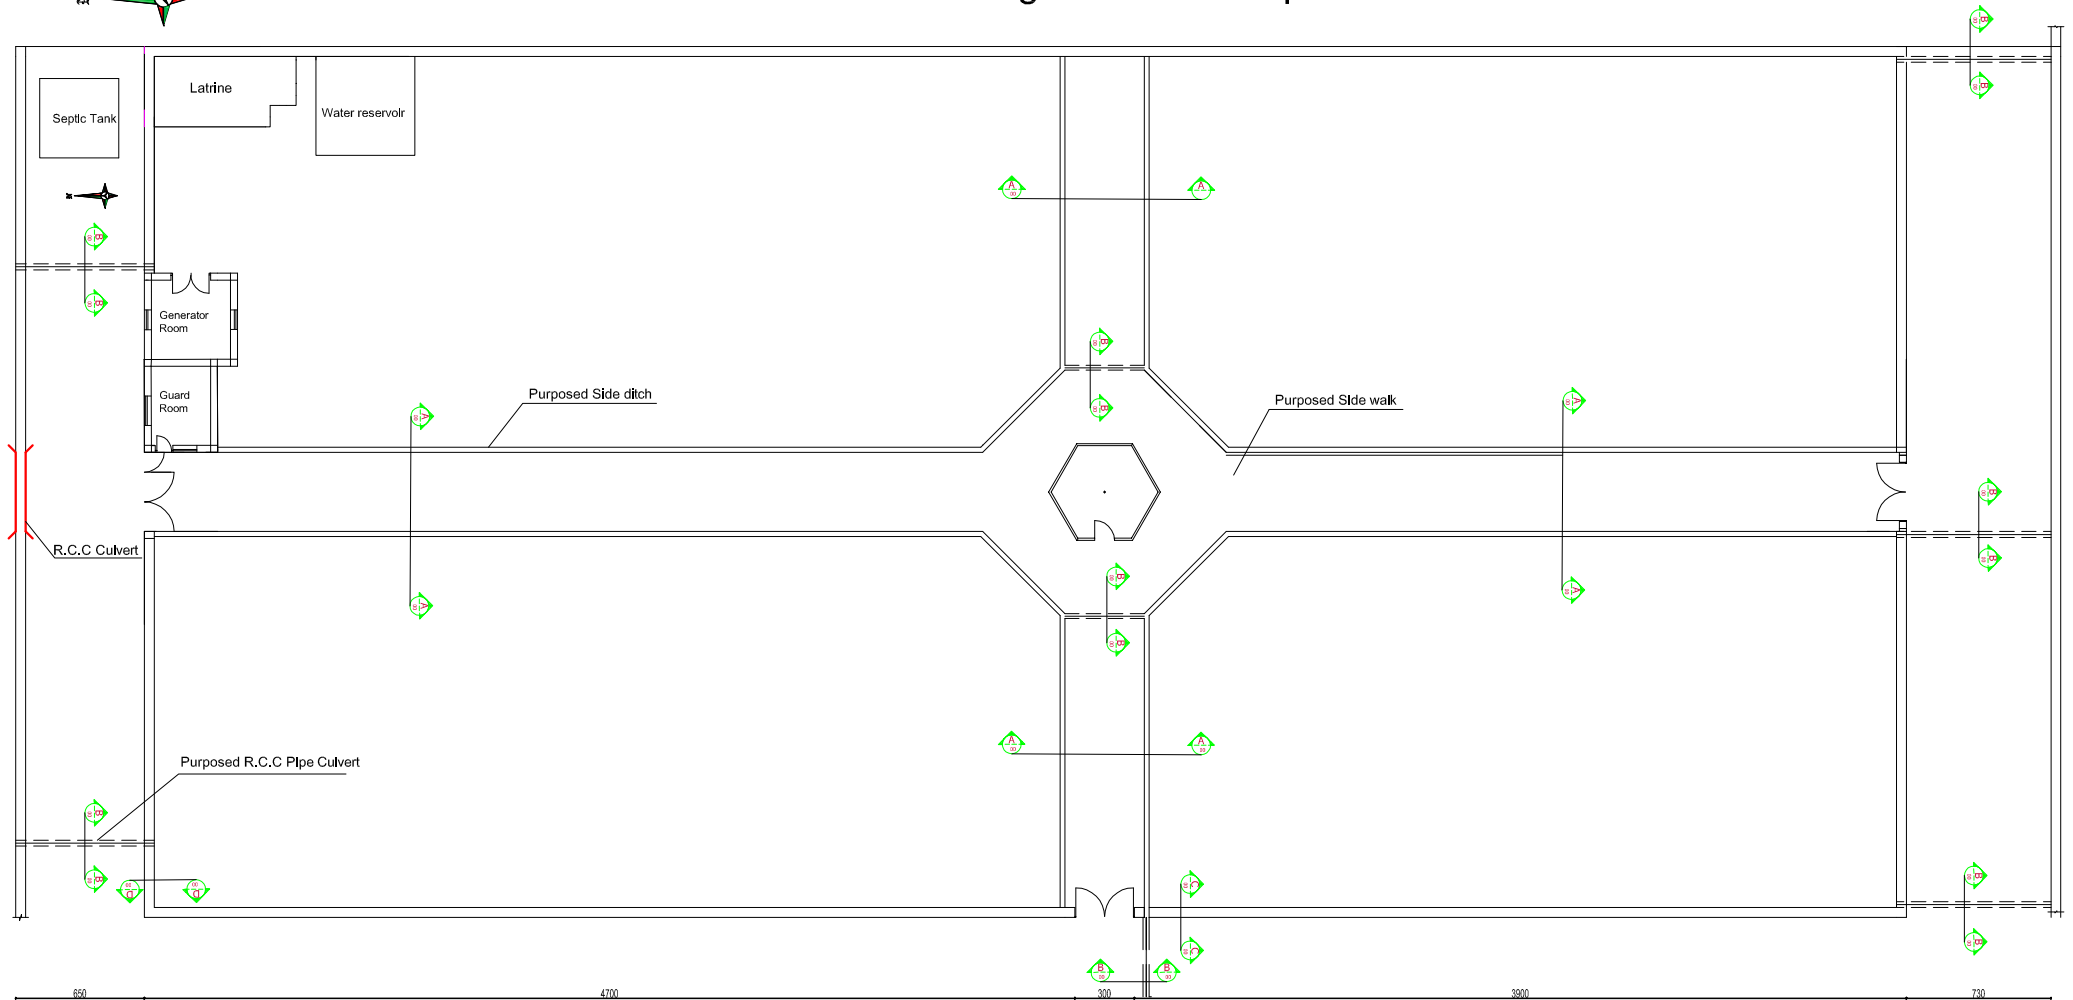 Latrine
Septic Tank
Water reservoir
A
A
B
B
Generator
Room
Guard
Room
B
B
Purposed Side ditch
Purposed Side walk
A
A
B
B
R.C.C Culvert
B
B
A
A
B
B
A
A
Purposed R.C.C Pipe Culvert
B
B
D
D
C
C
B
B
B
B
650
4700
300
3900
730